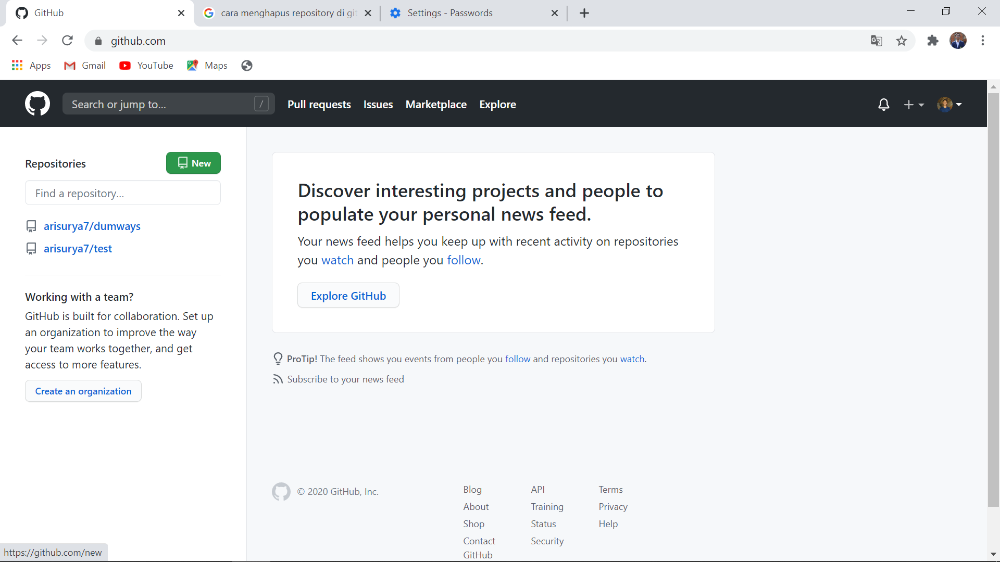 GitHub
cara menghapus repository di git
Settings - Passwords
github.com
Apps
Gmail
YouTube
Maps
Search or jump to...
/
Pull requests
Issues
Marketplace
Explore
Repositories
New
Find a repository...
arisurya7/dumways
arisurya7/test
Working with a team?
GitHub is built for collaboration. Set up
an organization to improve the way
your team works together, and get
access to more features.
Create an organization
Discover interesting projects and people to
populate your personal news feed.
Your news feed helps you keep up with recent activity on repositories
you watch and people you follow.
Explore GitHub
ProTip! The feed shows you events from people you follow and repositories you watch.
Subscribe to your news feed
© 2020 GitHub, Inc.
Blog
About
Shop
Contact
GitHub
API
Training
Status
Security
Terms
Privacy
Help
https://github.com/new